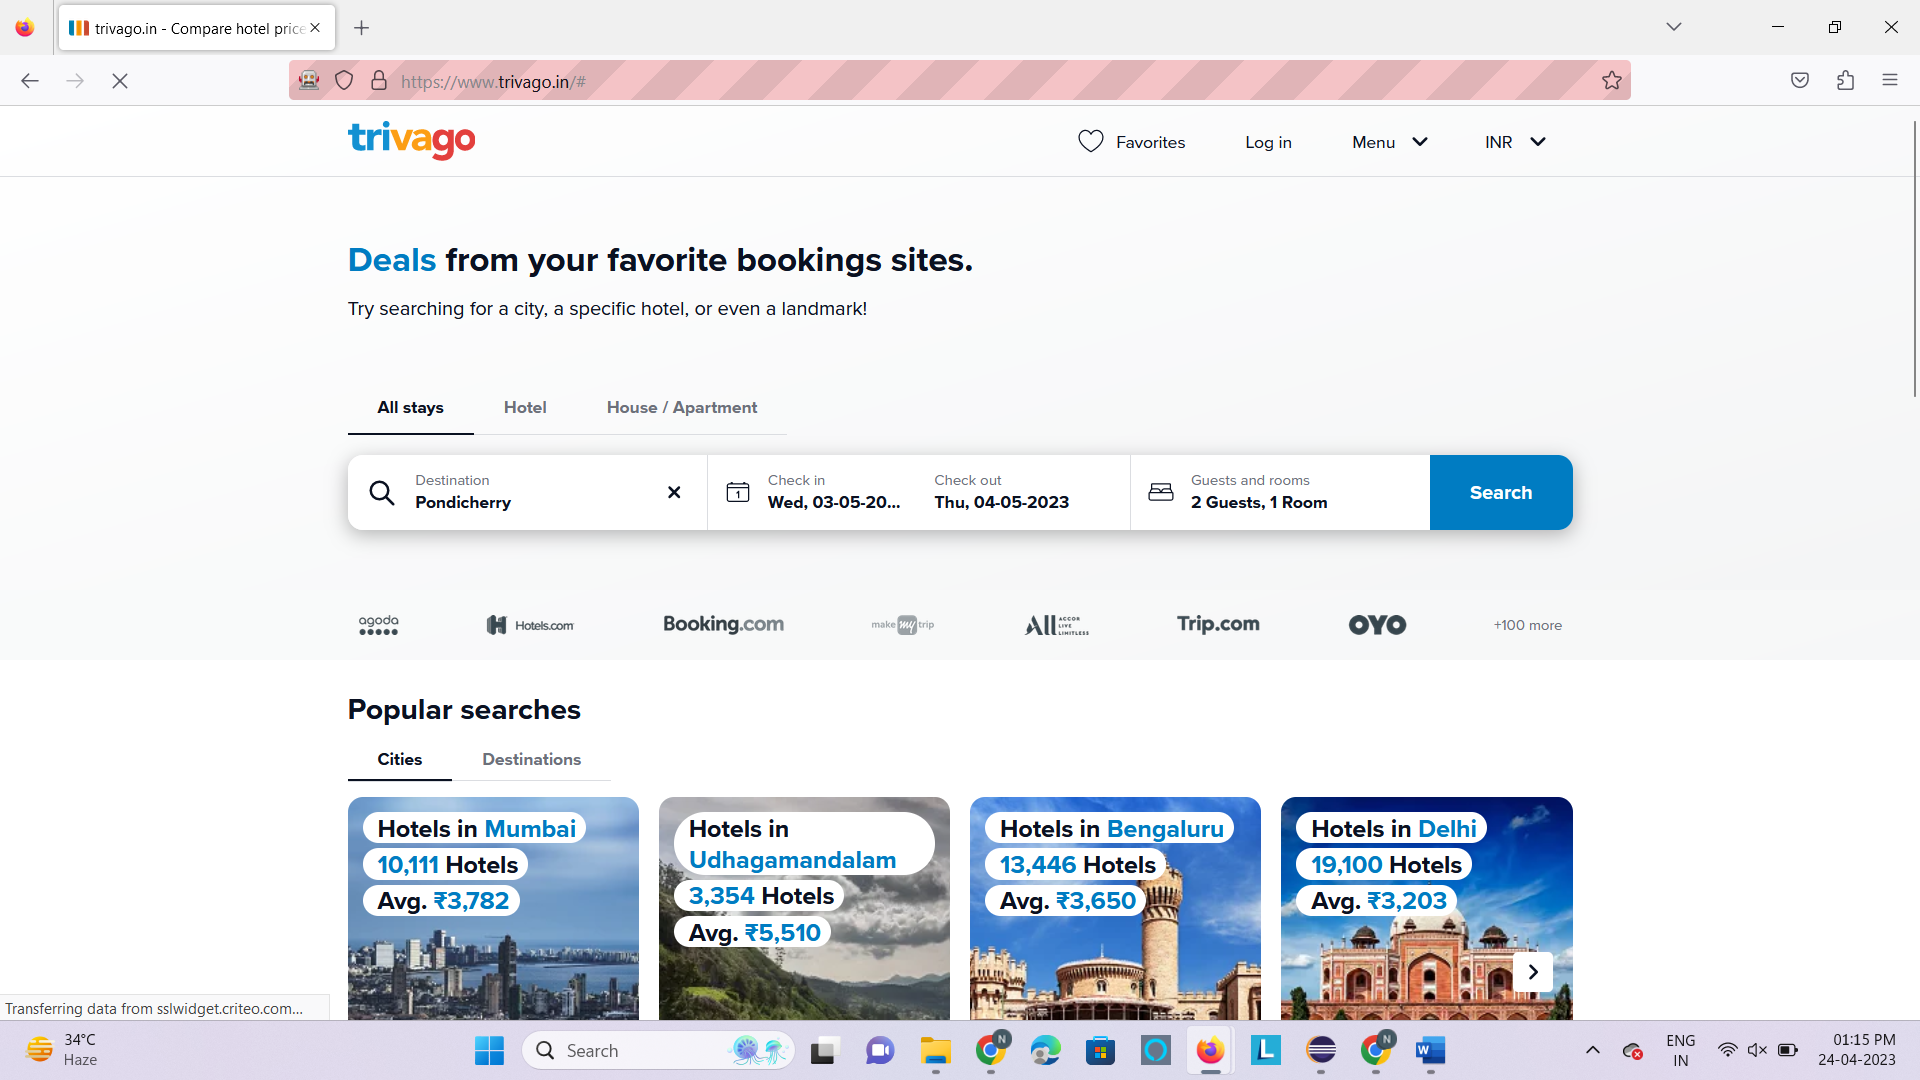 trivago.in - Compare hotel price
https://www.trivago.in/#
trivago
Favorites
Log in
Menu
INR
Deals from your favorite bookings sites.
Try searching for a city, a specific hotel, or even a landmark!
All stays
Hotel
House / Apartment
Destination
Pondicherry
1
Check in
Wed, 03-05-20...
Check out
Thu, 04-05-2023
Guests and rooms
2 Guests, 1 Room
Search
agoda
Hotels.com
Booking.com
make my trip
All ACCOR LIVE LIMITLESS
Trip.com
OYO
+100 more
Popular searches
Cities
Destinations
Hotels in Mumbai
10,111 Hotels
Avg. ₹3,782
Hotels in
Udhagamandalam
3,354 Hotels
Avg. ₹5,510
Hotels in Bengaluru
13,446 Hotels
Avg. ₹3,650
Hotels in Delhi
19,100 Hotels
Avg. ₹3,203
Transferring data from sslwidget.criteo.com...
34°C
Haze
Search
N
L
N
W
ENG
IN
01:15 PM
24-04-2023